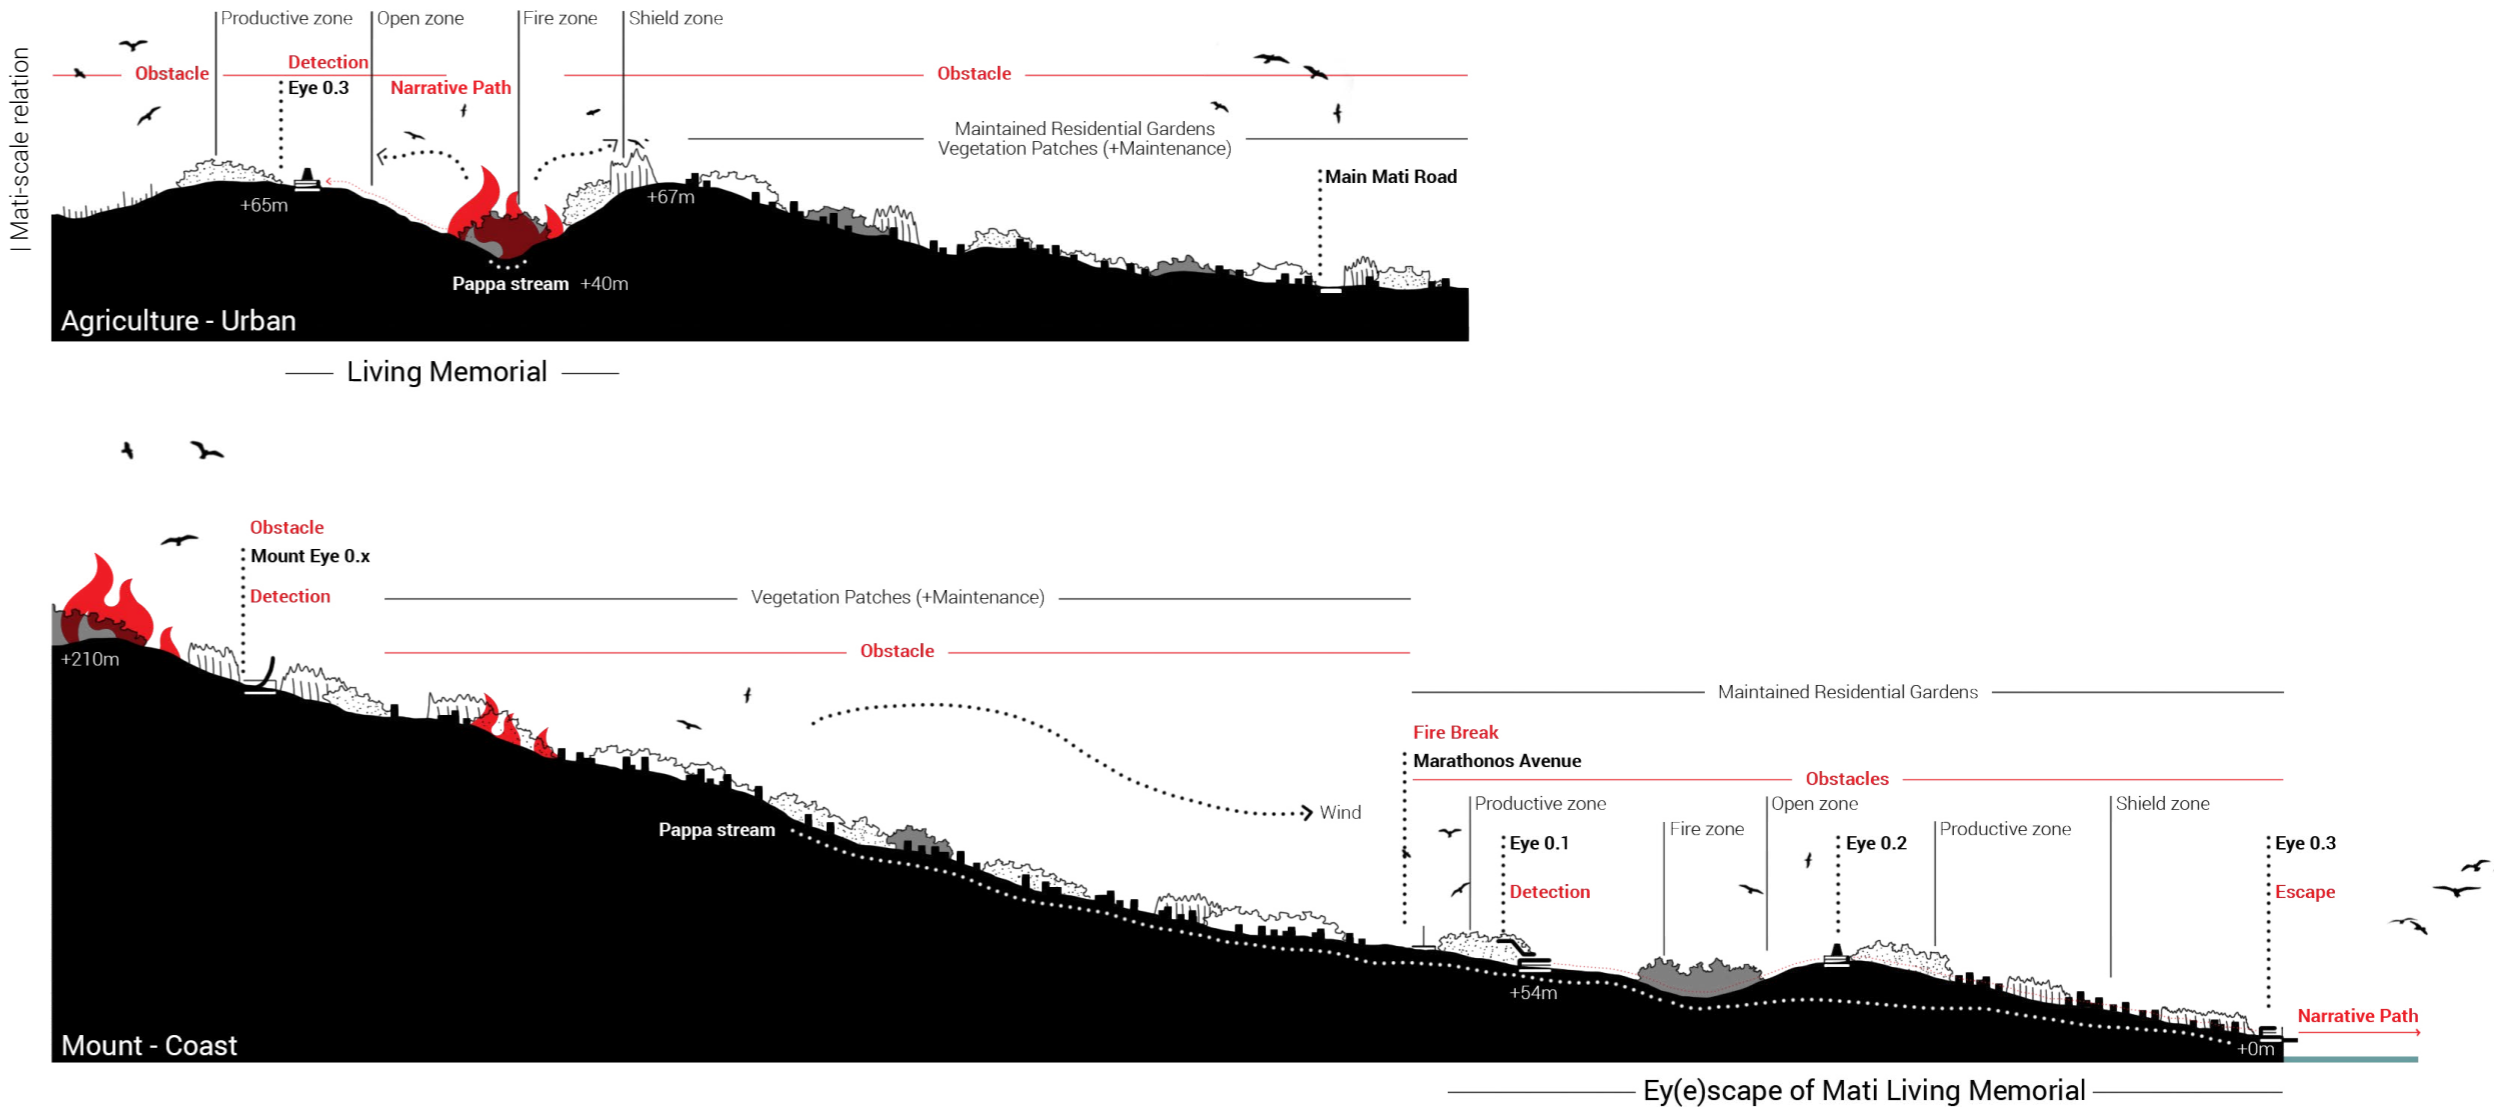 | Mati-scale relation
Productive zone
Open zone
Fire zone
Shield zone
Obstacle
Detection
Eye 0.3
Narrative Path
Obstacle
Maintained Residential Gardens
Vegetation Patches (+Maintenance)
Main Mati Road
+65m
+67m
Pappa stream +40m
Agriculture - Urban
Living Memorial
Obstacle
Mount Eye 0.x
Detection
Vegetation Patches (+Maintenance)
Obstacle
+210m
Maintained Residential Gardens
Fire Break
Marathonos Avenue
Obstacles
Wind
Productive zone
Open zone
Shield zone
Fire zone
Productive zone
Pappa stream
Eye 0.1
Eye 0.2
Eye 0.3
Detection
Escape
+54m
Narrative Path
Mount - Coast
+0m
Ey(e)scape of Mati Living Memorial